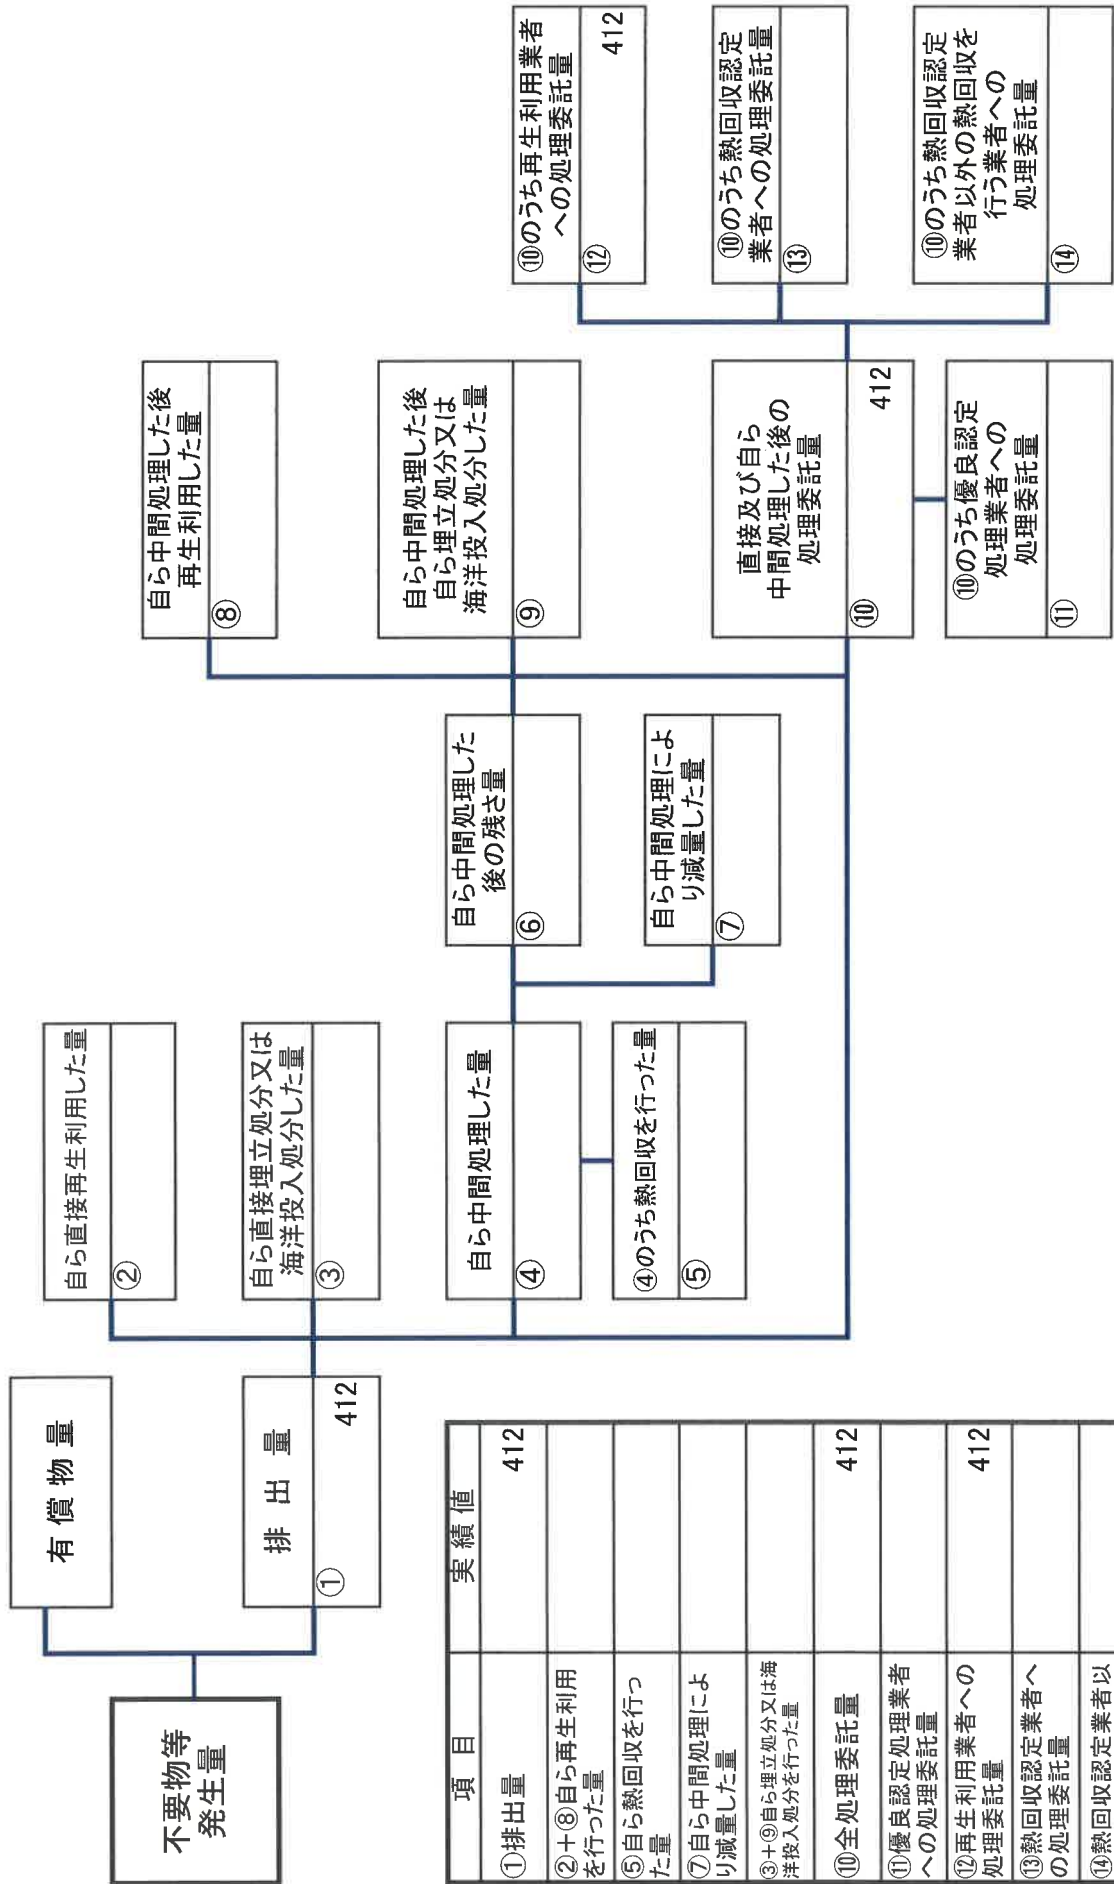 不要物等
発生量
有償物量
排出量
①
412
自ら直接再生利用した量
②
自ら直接埋立処分又は
海洋投入処分した量
③
自ら中間処理した量
④
④のうち熱回収を行った量
⑤
自ら中間処理した
後の残さ量
⑥
自ら中間処理によ
り減量した量
⑦
自ら中間処理した後
再生利用した量
⑧
自ら中間処理した後
自ら埋立処分又は
海洋投入処分した量
⑨
直接及び自ら
中間処理した後の
処理委託量
⑩
412
⑩のうち優良認定
処理業者への
処理委託量
⑪
⑩のうち再生利用業者
への処理委託量
⑫
412
⑩のうち熱回収認定
業者への処理委託量
⑬
⑩のうち熱回収認定
業者以外の熱回収を
行う業者への
処理委託量
⑭
項目 実績値
①排出量 412
②+⑧自ら再生利用
を行った量
⑤自ら熱回収を行っ
た量
⑦自ら中間処理によ
り減量した量
③+⑨自ら埋立処分又は海
洋投入処分を行った量
⑩全処理委託量 412
⑪優良認定処理業者
への処理委託量
⑫再生利用業者への
処理委託量 412
⑬熱回収認定業者へ
の処理委託量
⑭熱回収認定業者以